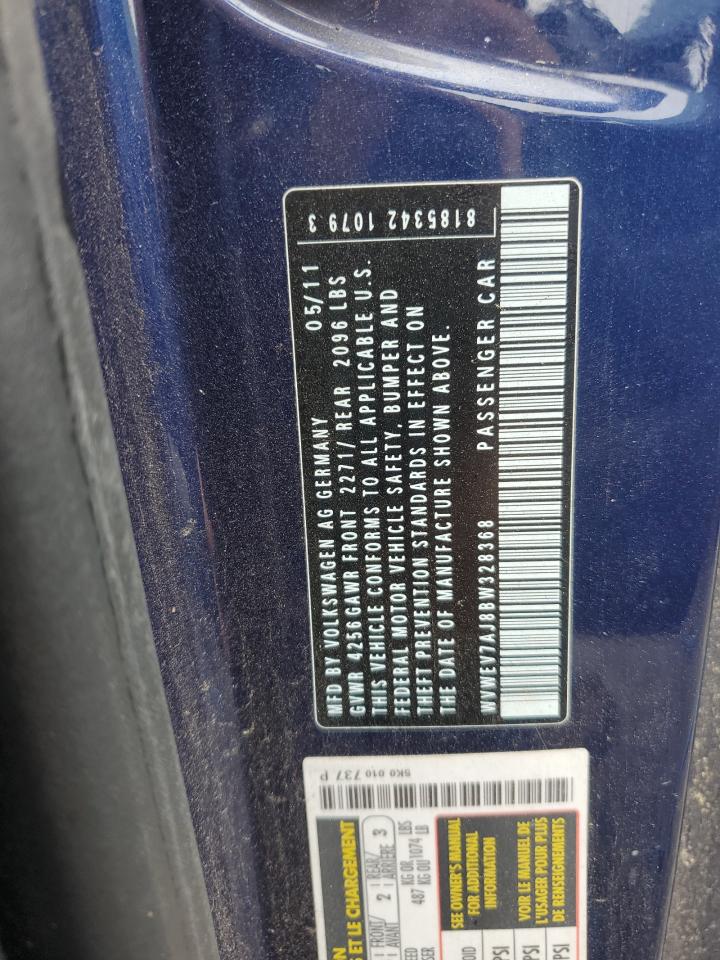 8185342 1079 3
MFD BY VOLKSWAGEN AG GERMANY 05/11
GVWR 4256GAWR FRONT 2271/ REAR 2096 LBS
THIS VEHICLE CONFORMS TO ALL APPLICABLE U.S.
FEDERAL MOTOR VEHICLE SAFETY, BUMPER AND
THEFT PREVENTION STANDARDS IN EFFECT ON
THE DATE OF MANUFACTURE SHOWN ABOVE.
WVWEV7AJ8BW328368 PASSENGER CAR
5K0 010 737 P
S ET LE CHARGEMENT
FRONT/ AVANT 2 REAR/ ARRIÈRE 3
487 KG OR 1074 LBS
KG OU LB
SEE OWNER'S MANUAL
FOR ADDITIONAL
INFORMATION
VOIR LE MANUEL DE
L'USAGER POUR PLUS
DE RENSEIGNEMENTS
PSI
PSI
PSI